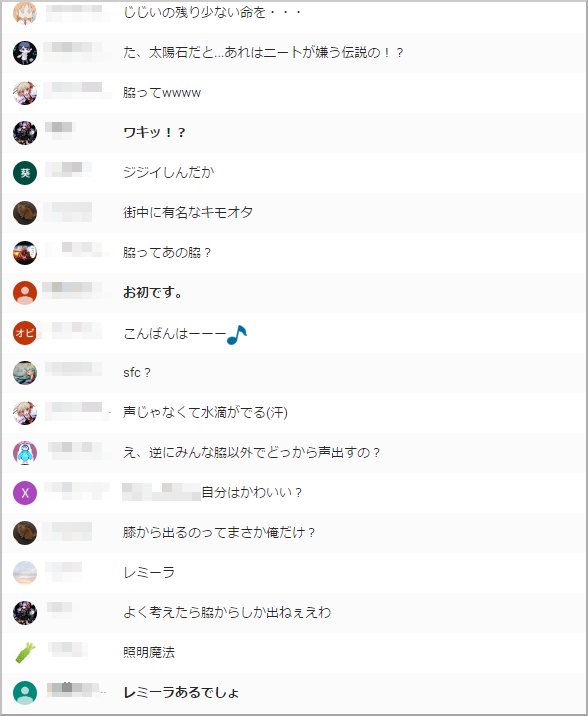 じじいの残り少ない命を・・・
た、太陽石だと...あれはニートが嫌う伝説の！？
脇ってwwww
ワキッ！？
葵
ジジイしんだか
街中に有名なキモオタ
脇ってあの脇？
お初です。
オビ
こんばんはーーー
sfc？
声じゃなくて水滴がでる(汗)
え、逆にみんな脇以外でどっから声出すの？
X
自分はかわいい？
膝から出るのってまさか俺だけ？
レミーラ
よく考えたら脇からしか出ねぇえわ
照明魔法
レミーラあるでしょ